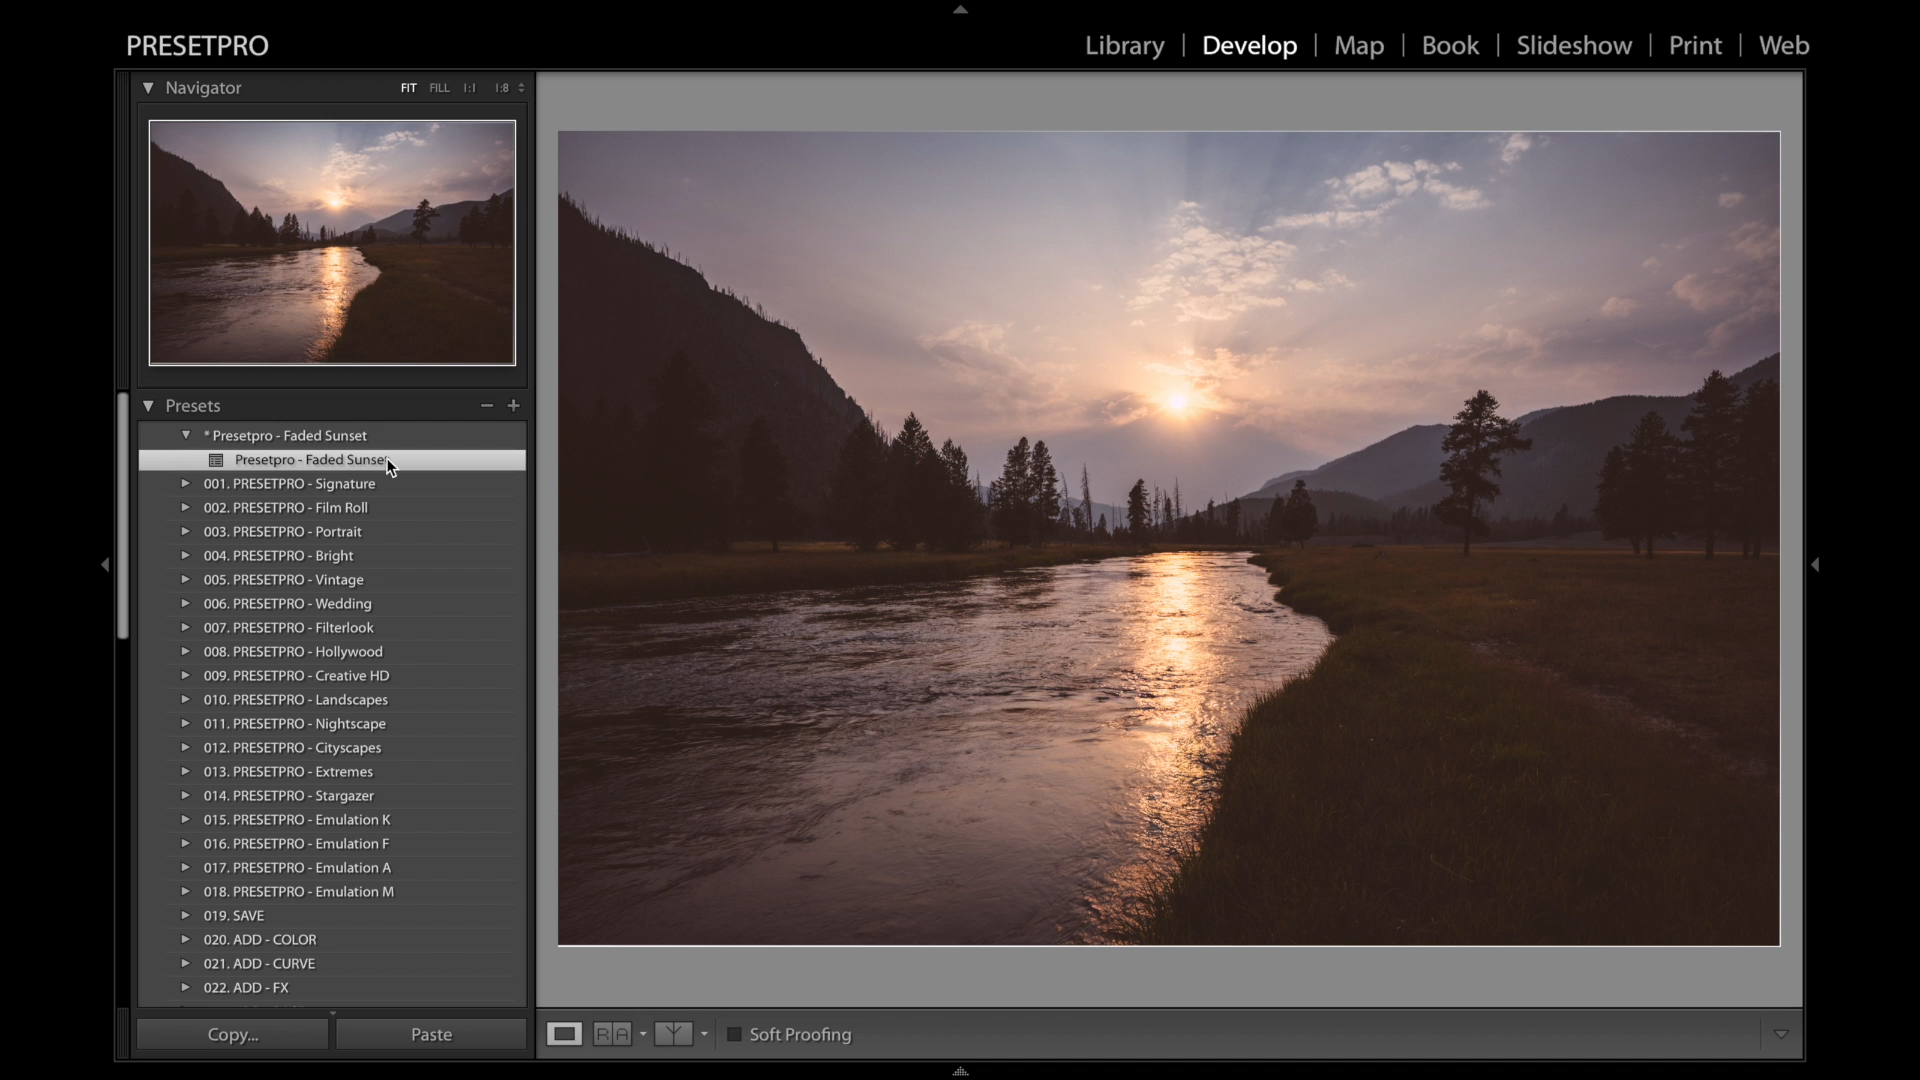 PRESETPRO
Library | Develop | Map | Book | Slideshow | Print | Web
Navigator FIT FILL 1:1 1:8
Presets − +
* Presetpro - Faded Sunset
Presetpro - Faded Sunset
001. PRESETPRO - Signature
002. PRESETPRO - Film Roll
003. PRESETPRO - Portrait
004. PRESETPRO - Bright
005. PRESETPRO - Vintage
006. PRESETPRO - Wedding
007. PRESETPRO - Filterlook
008. PRESETPRO - Hollywood
009. PRESETPRO - Creative HD
010. PRESETPRO - Landscapes
011. PRESETPRO - Nightscape
012. PRESETPRO - Cityscapes
013. PRESETPRO - Extremes
014. PRESETPRO - Stargazer
015. PRESETPRO - Emulation K
016. PRESETPRO - Emulation F
017. PRESETPRO - Emulation A
018. PRESETPRO - Emulation M
019. SAVE
020. ADD - COLOR
021. ADD - CURVE
022. ADD - FX
Copy... Paste R A Y Soft Proofing